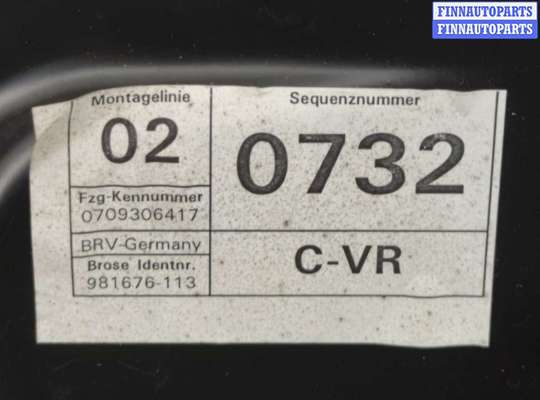 FINNAUTOPARTS
FINNAUTOPARTS
Montagelinie
02
Sequenznummer
0732
Fzg-Kennummer
0709306417
BRV-Germany
Brose Identnr.
981676-113
C-VR